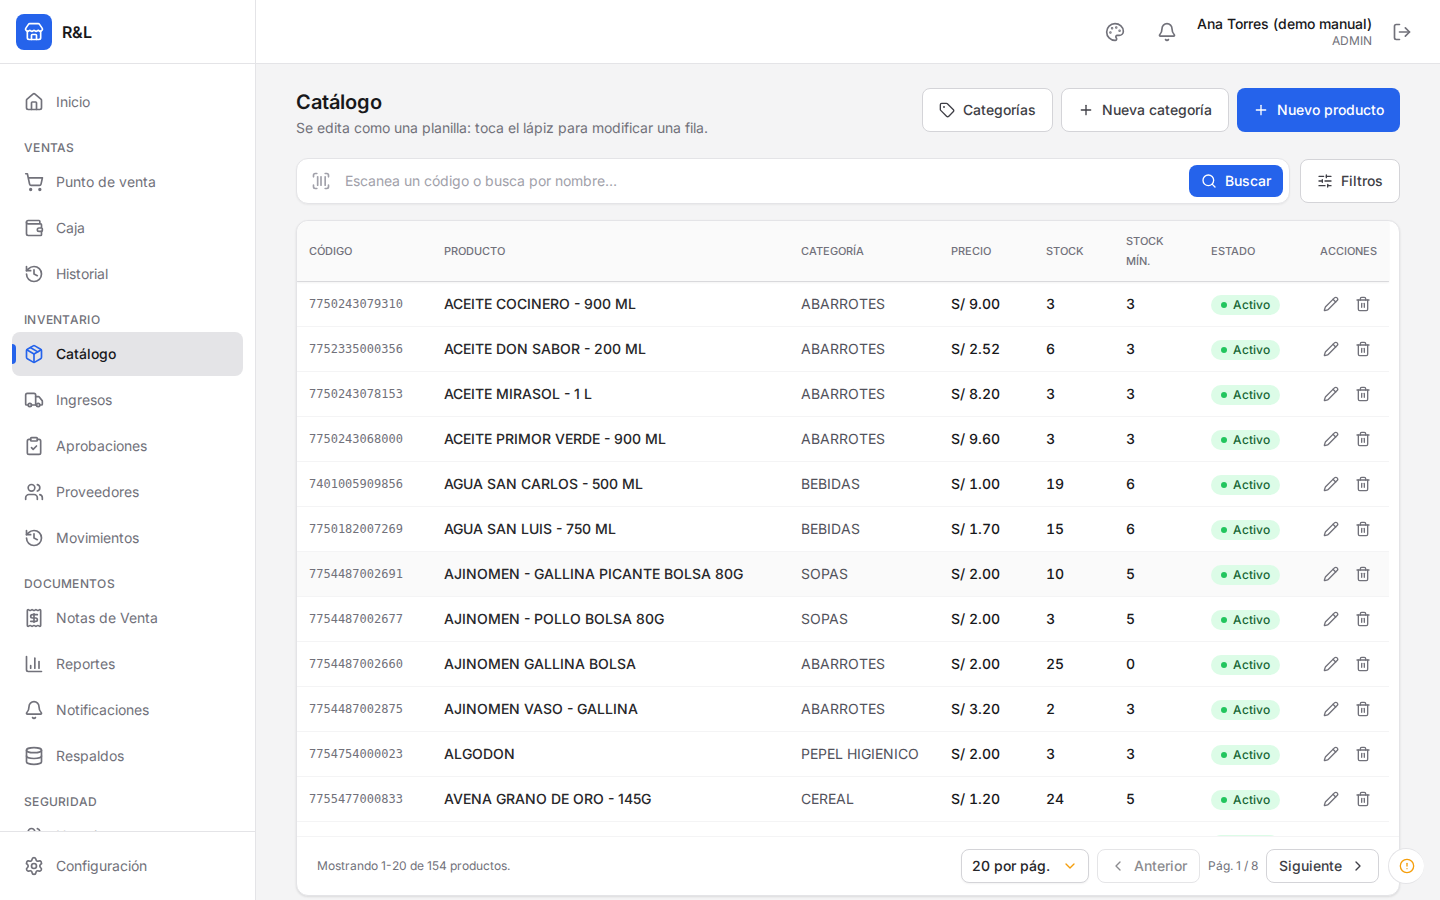 R&L
Ana Torres (demo manual)
ADMIN
Inicio
VENTAS
Punto de venta
Caja
Historial
INVENTARIO
Catálogo
Ingresos
Aprobaciones
Proveedores
Movimientos
DOCUMENTOS
Notas de Venta
Reportes
Notificaciones
Respaldos
SEGURIDAD
Configuración
Catálogo
Se edita como una planilla: toca el lápiz para modificar una fila.
Categorías
Nueva categoría
Nuevo producto
Escanea un código o busca por nombre...
Buscar
Filtros
CÓDIGO PRODUCTO CATEGORÍA PRECIO STOCK STOCK MÍN. ESTADO ACCIONES
7750243079310 ACEITE COCINERO - 900 ML ABARROTES S/ 9.00 3 3 Activo
7752335000356 ACEITE DON SABOR - 200 ML ABARROTES S/ 2.52 6 3 Activo
7750243078153 ACEITE MIRASOL - 1 L ABARROTES S/ 8.20 3 3 Activo
7750243068000 ACEITE PRIMOR VERDE - 900 ML ABARROTES S/ 9.60 3 3 Activo
7401005909856 AGUA SAN CARLOS - 500 ML BEBIDAS S/ 1.00 19 6 Activo
7750182007269 AGUA SAN LUIS - 750 ML BEBIDAS S/ 1.70 15 6 Activo
7754487002691 AJINOMEN - GALLINA PICANTE BOLSA 80G SOPAS S/ 2.00 10 5 Activo
7754487002677 AJINOMEN - POLLO BOLSA 80G SOPAS S/ 2.00 3 5 Activo
7754487002660 AJINOMEN GALLINA BOLSA ABARROTES S/ 2.00 25 0 Activo
7754487002875 AJINOMEN VASO - GALLINA ABARROTES S/ 3.20 2 3 Activo
7754754000023 ALGODON PEPEL HIGIENICO S/ 2.00 3 3 Activo
7755477000833 AVENA GRANO DE ORO - 145G CEREAL S/ 1.20 24 5 Activo
Mostrando 1-20 de 154 productos.
20 por pág.
Anterior
Pág. 1 / 8
Siguiente